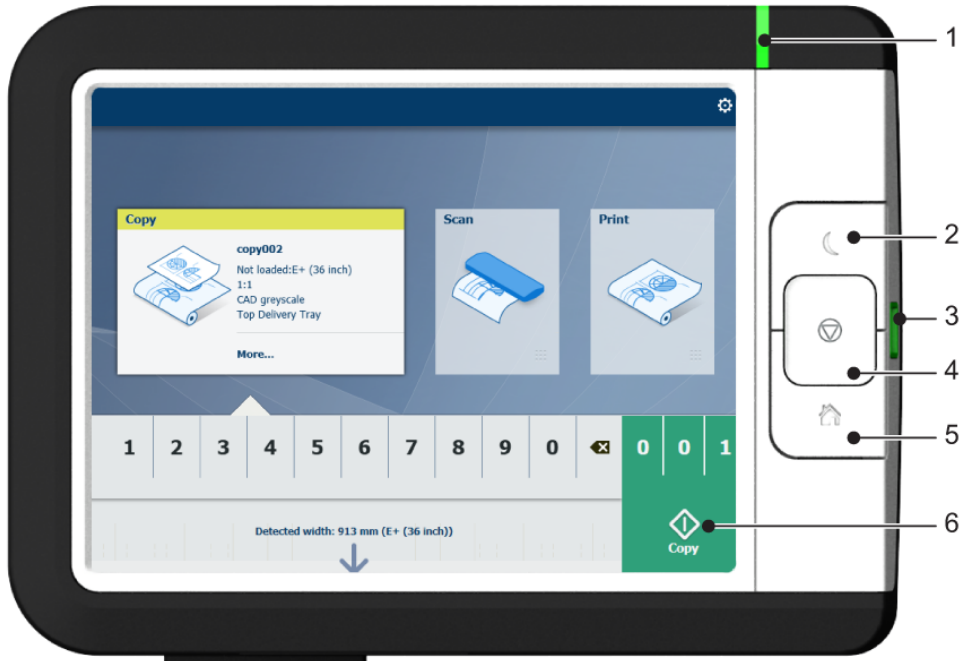 1
Copy
copy002
Not loaded:E+ (36 inch)
1:1
CAD greyscale
Top Delivery Tray
More...
Scan
Print
2
3
4
5
1 2 3 4 5 6 7 8 9 0 0 0 1
Detected width: 913 mm (E+ (36 inch))
Copy
6